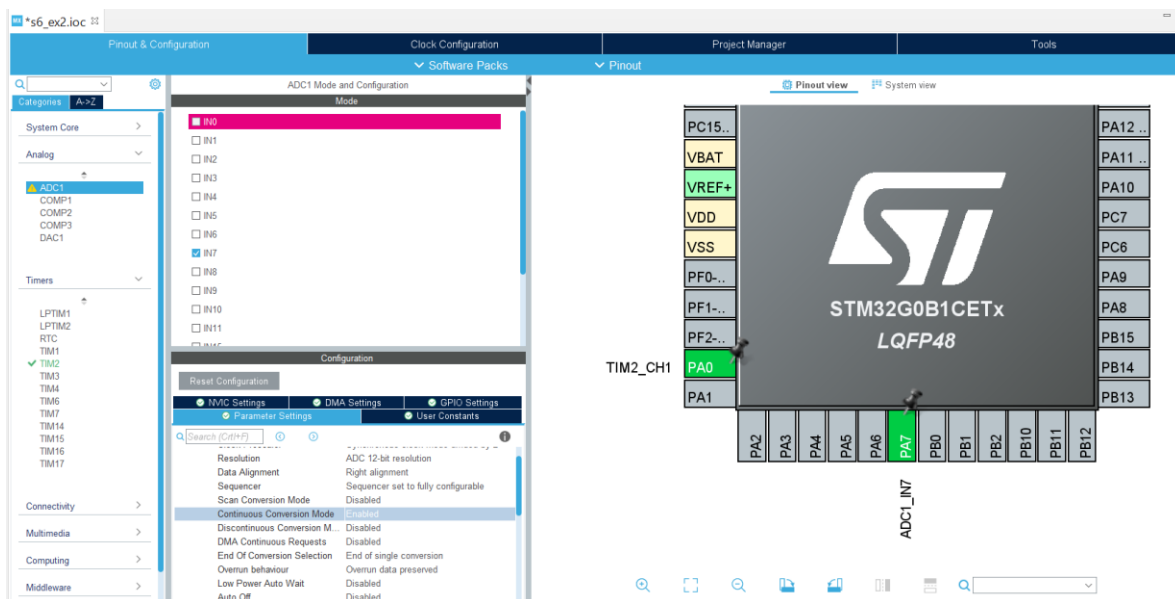 MX *s6_ex2.ioc
Pinout & Configuration
Clock Configuration
Project Manager
Tools
Software Packs
Pinout
Categories
A->Z
System Core
Analog
ADC1
COMP1
COMP2
COMP3
DAC1
Timers
LPTIM1
LPTIM2
RTC
TIM1
TIM2
TIM3
TIM4
TIM6
TIM7
TIM14
TIM15
TIM16
TIM17
Connectivity
Multimedia
Computing
Middleware
ADC1 Mode and Configuration
Mode
IN0
IN1
IN2
IN3
IN4
IN5
IN6
IN7
IN8
IN9
IN10
IN11
Configuration
Reset Configuration
NVIC Settings
DMA Settings
GPIO Settings
Parameter Settings
User Constants
Search (Crtl+F)
Resolution ADC 12-bit resolution
Data Alignment Right alignment
Sequencer Sequencer set to fully configurable
Scan Conversion Mode Disabled
Continuous Conversion Mode Enabled
Discontinuous Conversion M... Disabled
DMA Continuous Requests Disabled
End Of Conversion Selection End of single conversion
Overrun behaviour Overrun data preserved
Low Power Auto Wait Disabled
Auto Off Disabled
Pinout view
System view
PC15..
VBAT
VREF+
VDD
VSS
PF0-..
PF1-..
PF2-..
TIM2_CH1
PA0
PA1
ST
STM32G0B1CETx
LQFP48
PA12 ..
PA11 ..
PA10
PC7
PC6
PA9
PA8
PB15
PB14
PB13
PA2
PA3
PA4
PA5
PA6
PA7
PB0
PB1
PB2
PB10
PB11
PB12
ADC1_IN7